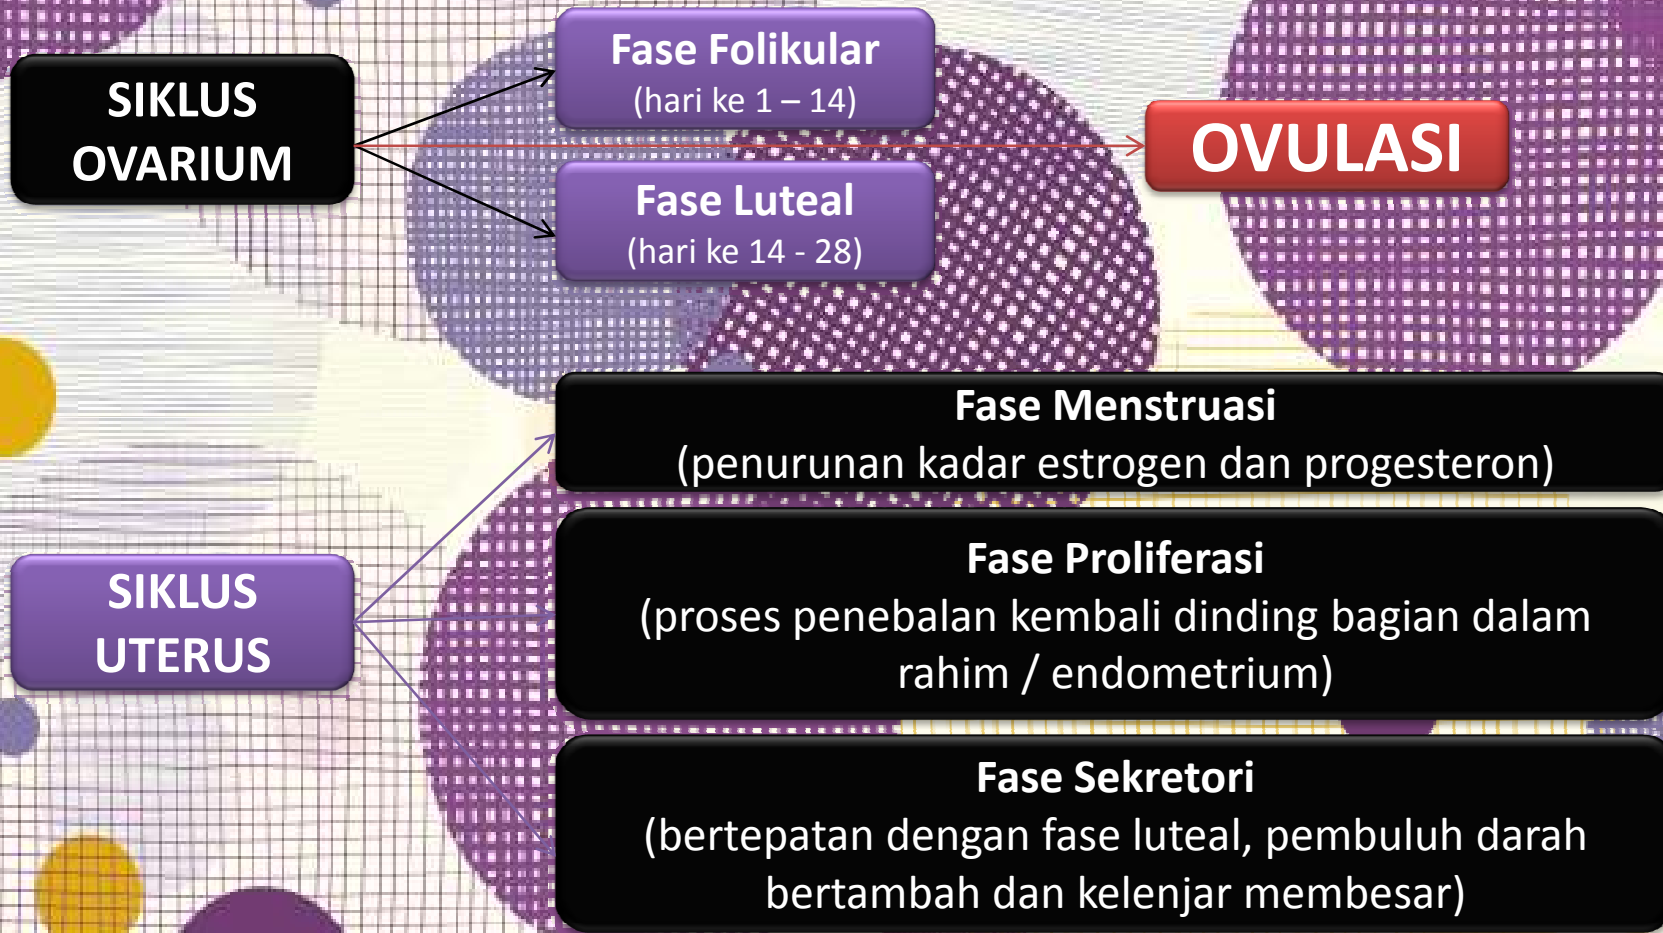 SIKLUS
OVARIUM
Fase Folikular
(hari ke 1 – 14)
Fase Luteal
(hari ke 14 - 28)
OVULASI
SIKLUS
UTERUS
Fase Menstruasi
(penurunan kadar estrogen dan progesteron)
Fase Proliferasi
(proses penebalan kembali dinding bagian dalam
rahim / endometrium)
Fase Sekretori
(bertepatan dengan fase luteal, pembuluh darah
bertambah dan kelenjar membesar)